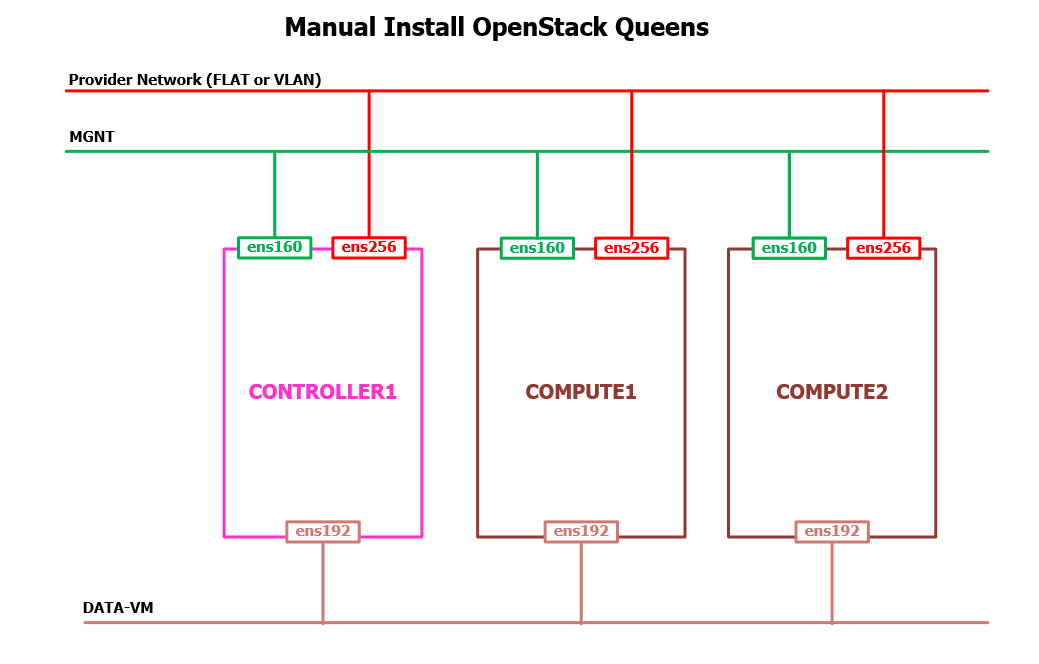 Manual Install OpenStack Queens
Provider Network (FLAT or VLAN)
MGNT
ens160 ens256 ens160 ens256 ens160 ens256
CONTROLLER1 COMPUTE1 COMPUTE2
ens192 ens192 ens192
DATA-VM